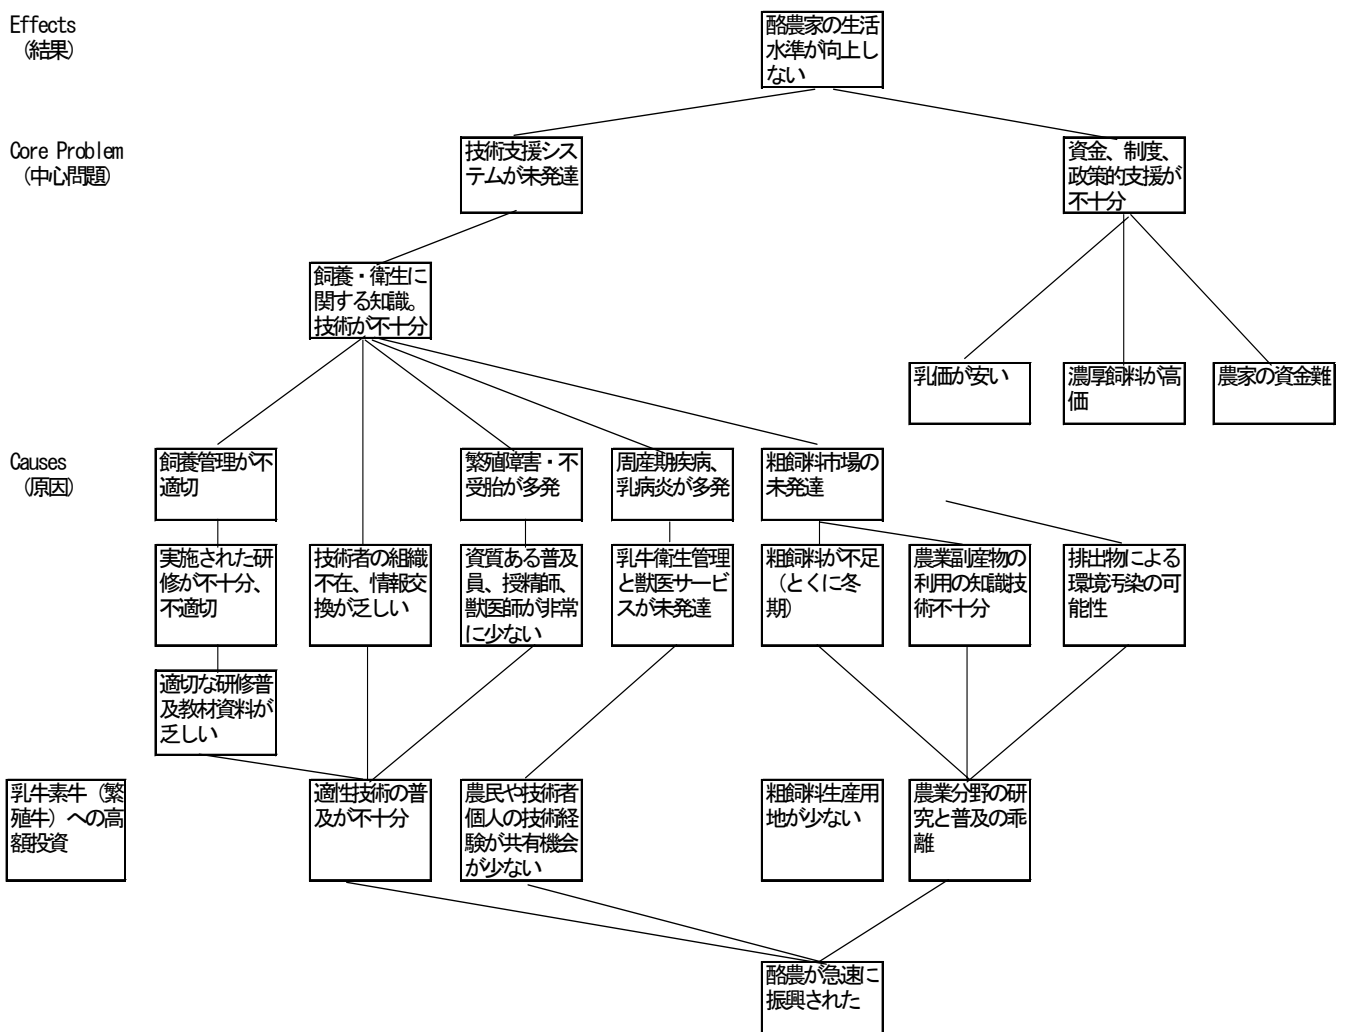 Effects
(結果)
酪農家の生活
水準が向上し
ない
Core Problem
(中心問題)
技術支援シス
テムが未発達
資金、制度、
政策的支援が
不十分
飼養・衛生に
関する知識。
技術が不十分
乳価が安い
濃厚飼料が高
価
農家の資金難
Causes
(原因)
飼養管理が不
適切
繁殖障害・不
受胎が多発
周産期疾病、
乳病炎が多発
粗飼料市場の
未発達
実施された研
修が不十分、
不適切
技術者の組織
不在、情報交
換が乏しい
資質ある普及
員、授精師、
獣医師が非常
に少ない
乳牛衛生管理
と獣医サービ
スが未発達
粗飼料が不足
(とくに冬
期)
農業副産物の
利用の知識技
術不十分
排出物による
環境汚染の可
能性
適切な研修普
及教材資料が
乏しい
乳牛素牛(繁
殖牛)への高
額投資
適性技術の普
及が不十分
農民や技術者
個人の技術経
験が共有機会
が少ない
粗飼料生産用
地が少ない
農業分野の研
究と普及の乖
離
酪農が急速に
振興された